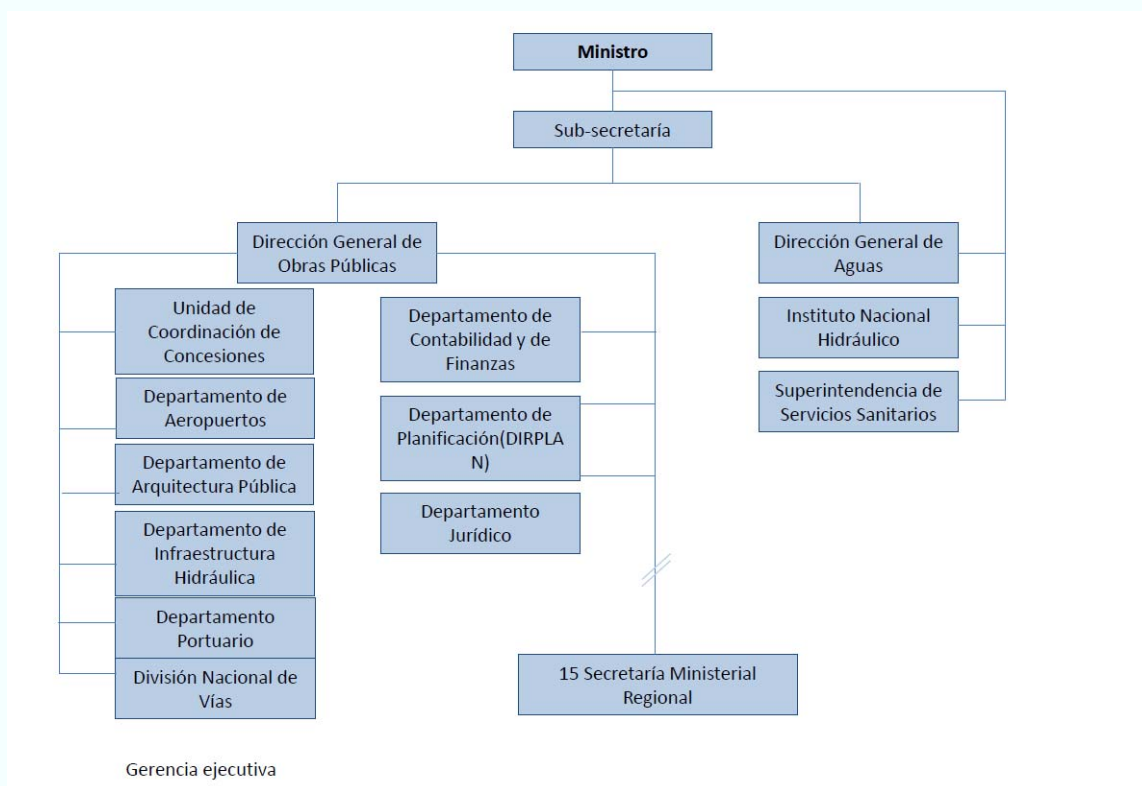 Ministro
Sub-secretaría
Dirección General de
Obras Públicas
Dirección General de
Aguas
Unidad de
Coordinación de
Concesiones
Departamento de
Aeropuertos
Departamento de
Arquitectura Pública
Departamento de
Infraestructura
Hidráulica
Departamento
Portuario
División Nacional de
Vías
Departamento de
Contabilidad y de
Finanzas
Departamento de
Planificación(DIRPLA
N)
Departamento
Jurídico
Instituto Nacional
Hidráulico
Superintendencia de
Servicios Sanitarios
15 Secretaría Ministerial
Regional
Gerencia ejecutiva